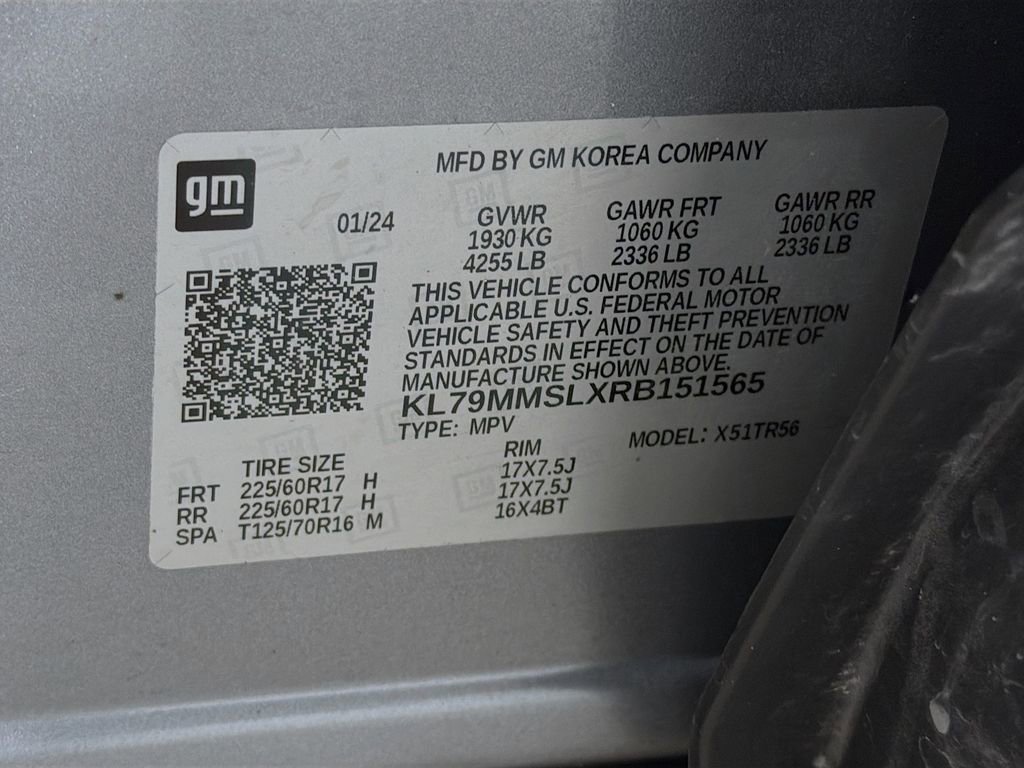 gm
MFD BY GM KOREA COMPANY
01/24
GVWR GAWR FRT GAWR RR
1930 KG 1060 KG 1060 KG
4255 LB 2336 LB 2336 LB
THIS VEHICLE CONFORMS TO ALL
APPLICABLE U.S. FEDERAL MOTOR
VEHICLE SAFETY AND THEFT PREVENTION
STANDARDS IN EFFECT ON THE DATE OF
MANUFACTURE SHOWN ABOVE.
KL79MMSLXRB151565
TYPE: MPV MODEL: X51TR56
TIRE SIZE RIM
FRT 225/60R17 H 17X7.5J
RR 225/60R17 H 17X7.5J
SPA T125/70R16 M 16X4BT